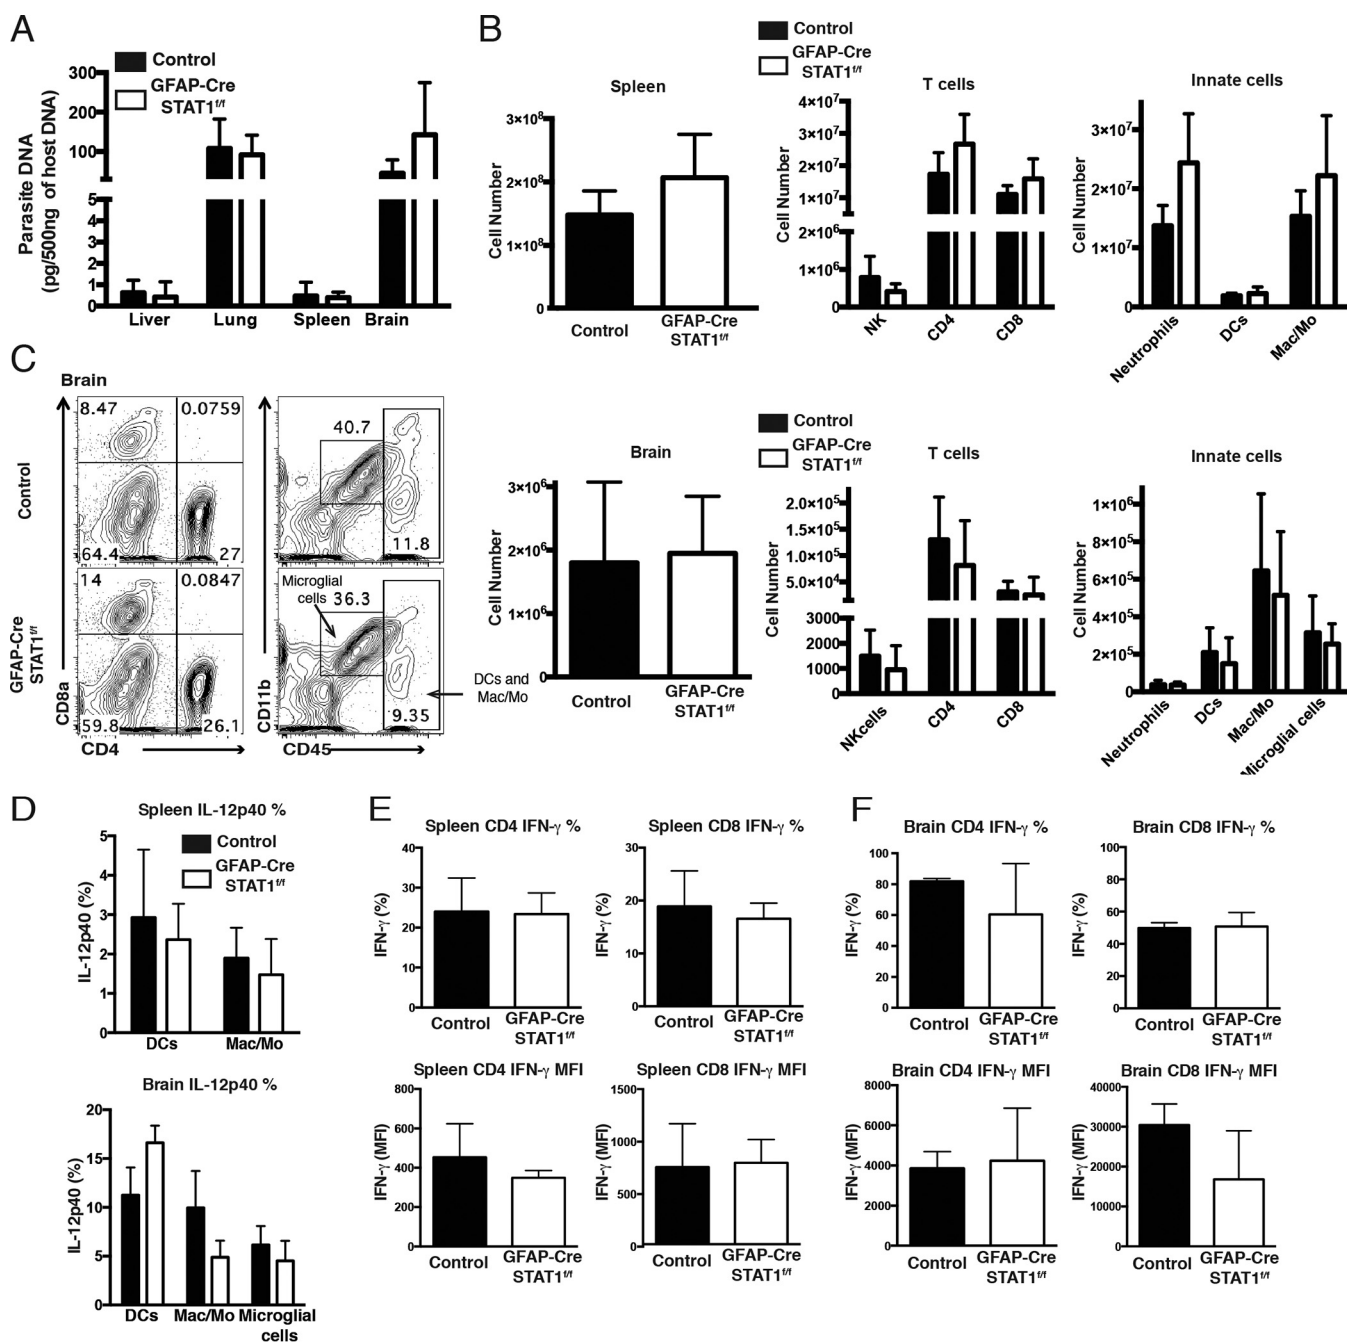 A
Control
GFAP-Cre
STAT1f/f
Parasite DNA
(pg/500ng of host DNA)
300
200
100
5
4
3
2
1
0
Liver Lung Spleen Brain
B
Control
GFAP-Cre
STAT1f/f
Spleen
Cell Number
3×10⁸
2×10⁸
1×10⁸
0
Control
GFAP-Cre
STAT1f/f
T cells
Cell Number
4×10⁷
3×10⁷
2×10⁷
1×10⁷
2×10⁶
1×10⁶
0
NK CD4 CD8
Innate cells
Cell Number
3×10⁷
2×10⁷
1×10⁷
0
Neutrophils DCs Mac/Mo
C
Brain
Control
8.47 0.0759
64.4 27
40.7
11.8
GFAP-Cre
STAT1f/f
14 0.0847
59.8 26.1
Microglial
cells
36.3
9.35
DCs and
Mac/Mo
CD8a
CD4
CD11b
CD45
Control
GFAP-Cre
STAT1f/f
Brain
Cell Number
3×10⁶
2×10⁶
1×10⁶
0
Control
GFAP-Cre
STAT1f/f
T cells
Cell Number
2.0×10⁵
1.5×10⁵
1.0×10⁵
5.0×10⁴
3000
2000
1000
0
NKcells CD4 CD8
Innate cells
Cell Number
1×10⁶
8×10⁵
6×10⁵
4×10⁵
2×10⁵
0
Neutrophils DCs Mac/Mo Microglial cells
D
Spleen IL-12p40 %
Control
GFAP-Cre
STAT1f/f
IL-12p40 (%)
5
4
3
2
1
0
DCs Mac/Mo
Brain IL-12p40 %
IL-12p40 (%)
20
15
10
5
0
DCs Mac/Mo Microglial
cells
E
Spleen CD4 IFN-γ %
IFN-γ (%)
40
30
20
10
0
Control
GFAP-Cre
STAT1f/f
Spleen CD8 IFN-γ %
IFN-γ (%)
30
20
10
0
Control
GFAP-Cre
STAT1f/f
Spleen CD4 IFN-γ MFI
IFN-γ (MFI)
800
600
400
200
0
Control
GFAP-Cre
STAT1f/f
Spleen CD8 IFN-γ MFI
IFN-γ (MFI)
1500
1000
500
0
Control
GFAP-Cre
STAT1f/f
F
Brain CD4 IFN-γ %
IFN-γ (%)
100
80
60
40
20
0
Control
GFAP-Cre
STAT1f/f
Brain CD8 IFN-γ %
IFN-γ (%)
100
80
60
40
20
0
Control
GFAP-Cre
STAT1f/f
Brain CD4 IFN-γ MFI
IFN-γ (MFI)
8000
6000
4000
2000
0
Control
GFAP-Cre
STAT1f/f
Brain CD8 IFN-γ MFI
IFN-γ (MFI)
40000
30000
20000
10000
0
Control
GFAP-Cre
STAT1f/f